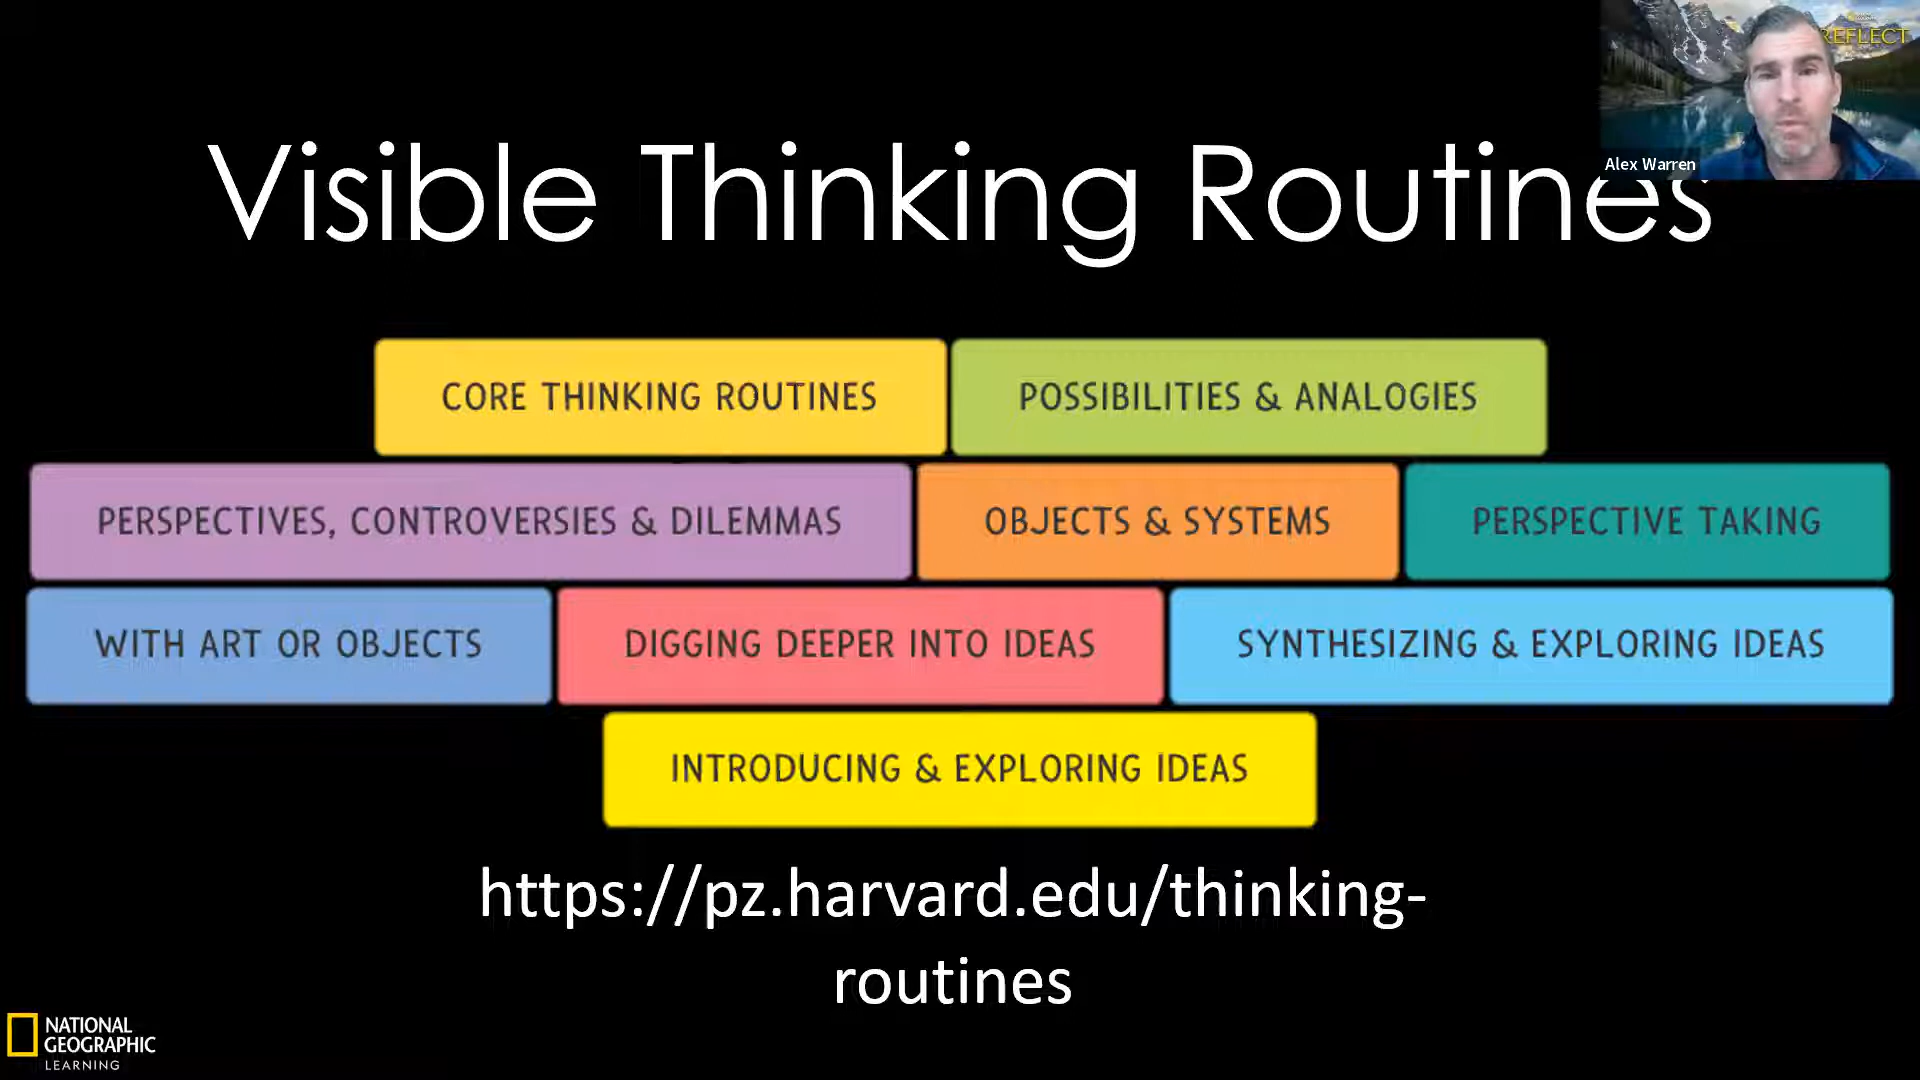 REFLECT
Alex Warren
Visible Thinking Routines
CORE THINKING ROUTINES
POSSIBILITIES & ANALOGIES
PERSPECTIVES, CONTROVERSIES & DILEMMAS
OBJECTS & SYSTEMS
PERSPECTIVE TAKING
WITH ART OR OBJECTS
DIGGING DEEPER INTO IDEAS
SYNTHESIZING & EXPLORING IDEAS
INTRODUCING & EXPLORING IDEAS
https://pz.harvard.edu/thinking-
routines
NATIONAL
GEOGRAPHIC
LEARNING